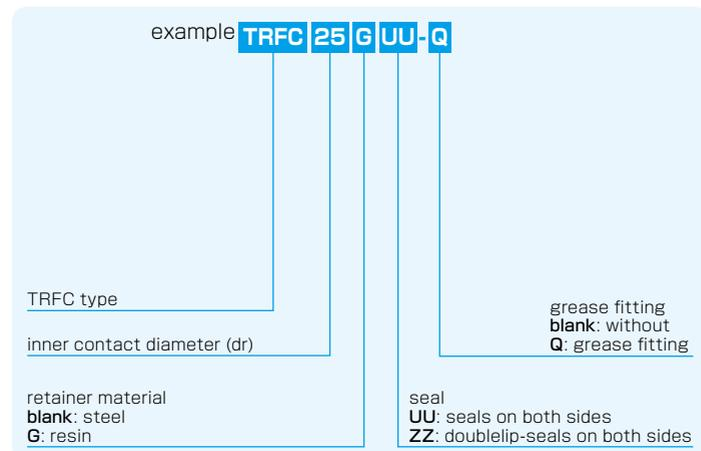 example TRFC 25 G UU-Q
TRFC type
inner contact diameter (dr)
retainer material
blank: steel
G: resin
grease fitting
blank: without
Q: grease fitting
seal
UU: seals on both sides
ZZ: doublelip-seals on both sides